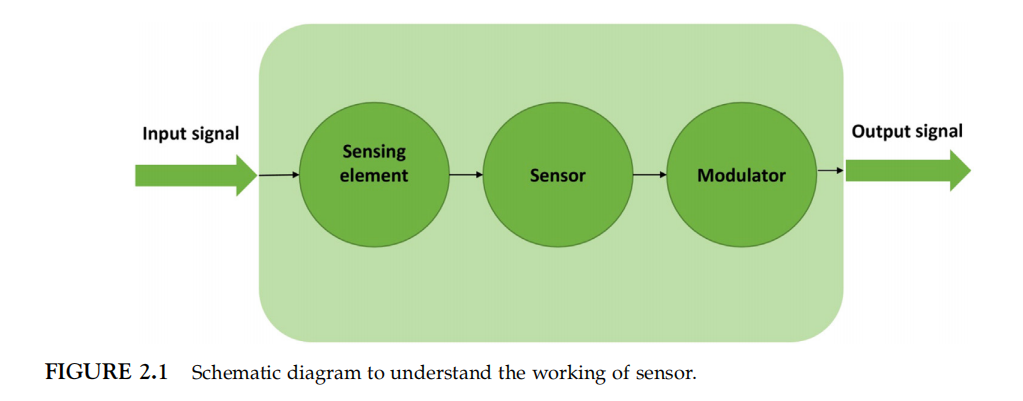 Input signal
Sensing
element
Sensor
Modulator
Output signal
FIGURE 2.1 Schematic diagram to understand the working of sensor.